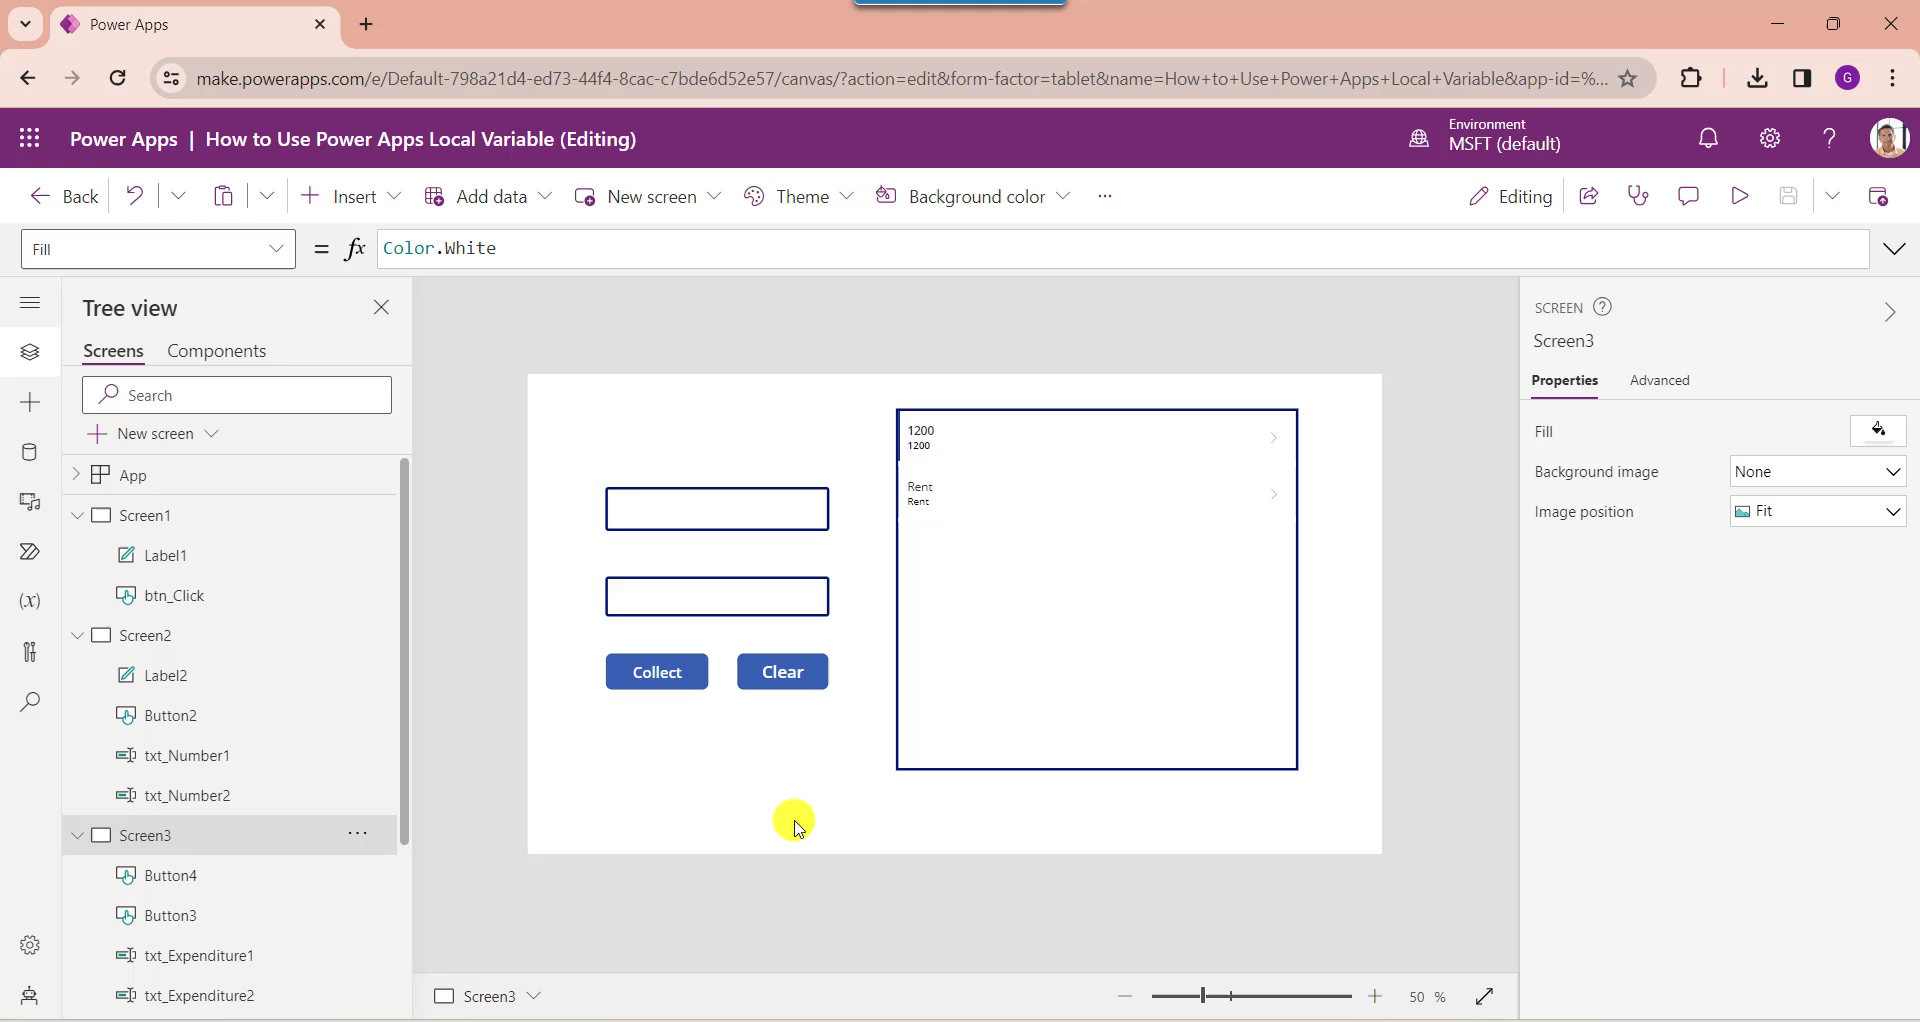 Power Apps
make.powerapps.com/e/Default-798a21d4-ed73-44f4-8cac-c7bde6d52e57/canvas/?action=edit&form-factor=tablet&name=How+to+Use+Power+Apps+Local+Variable&app-id=%...
G
Power Apps | How to Use Power Apps Local Variable (Editing)
Environment
MSFT (default)
Back
Insert
Add data
New screen
Theme
Background color
...
Editing
Fill
= fx
Color.White
Tree view
Screens
Components
Search
New screen
App
Screen1
Label1
btn_Click
Screen2
Label2
Button2
txt_Number1
txt_Number2
Screen3
...
Button4
Button3
txt_Expenditure1
txt_Expenditure2
(x)
1200
1200
Rent
Rent
Collect
Clear
Screen3
50 %
SCREEN
Screen3
Properties
Advanced
Fill
Background image
None
Image position
Fit